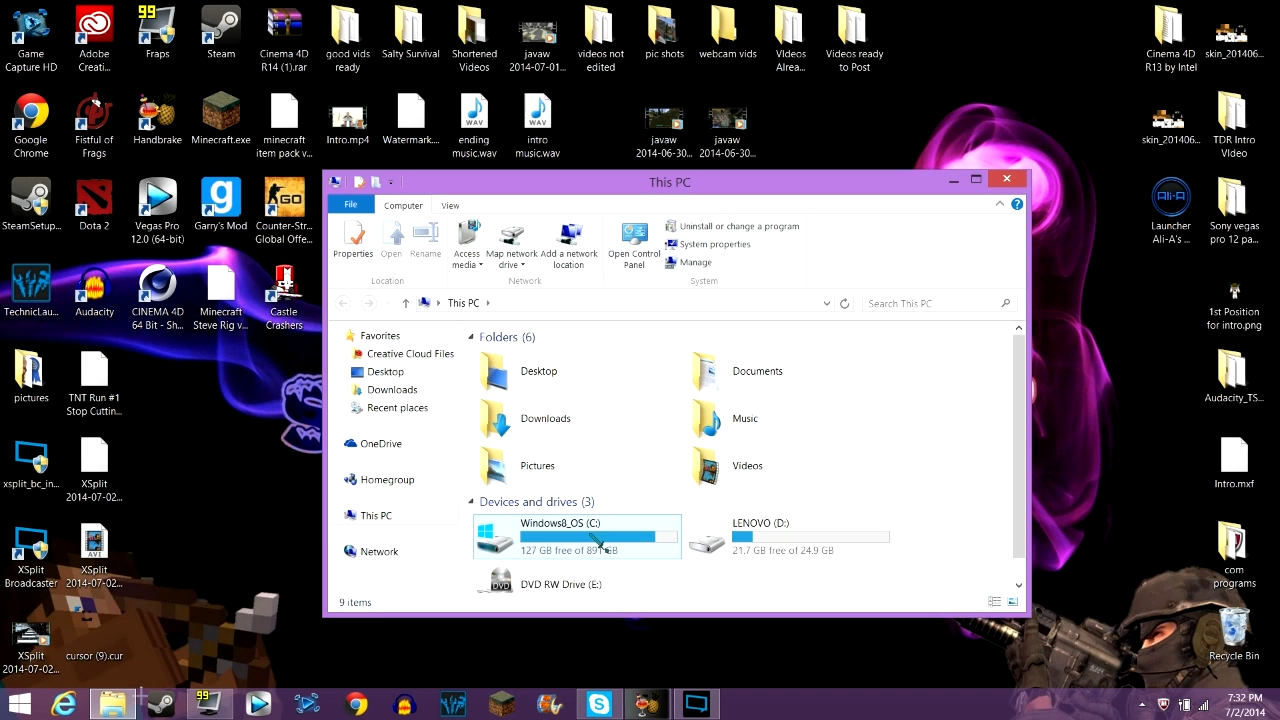 99
Game
Capture HD
Adobe
Creati...
Fraps
Steam
Cinema 4D
R14 (1).rar
good vids
ready
Salty Survival
Shortened
Videos
javaw
2014-07-01...
videos not
edited
pic shots
webcam vids
VIdeos
Alrea...
Videos ready
to Post
Cinema 4D
R13 by Intel
skin_201406...
Google
Chrome
Fistful of
Frags
Handbrake
Minecraft.exe
minecraft
item pack v...
Intro.mp4
Watermark...
WAV
ending
music.wav
WAV
intro
music.wav
javaw
2014-06-30...
javaw
2014-06-30...
skin_201406...
TDR Intro
VIdeo
SteamSetup...
Dota 2
Vegas Pro
12.0 (64-bit)
Garry's Mod
GO
Counter-Str...
Global Offe...
Ali-A
Launcher
Ali-A's ...
Sony vegas
pro 12 pa...
TechnicLau...
Audacity
CINEMA 4D
64 Bit - Sh...
Minecraft
Steve Rig v...
Castle
Crashers
1st Position
for intro.png
pictures
TNT Run #1
Stop Cuttin...
Audacity_TS...
xsplit_bc_in...
XSplit
2014-07-02...
Intro.mxf
XSplit
Broadcaster
AVI
XSplit
2014-07-02...
com
programs
XSplit
2014-07-02...
cursor (9).cur
Recycle Bin
This PC
File
Computer
View
Properties
Open
Rename
Access
media
Map network
drive
Add a network
location
Open Control
Panel
Uninstall or change a program
System properties
Manage
Location
Network
System
This PC
Search This PC
Favorites
Creative Cloud Files
Desktop
Downloads
Recent places
OneDrive
Homegroup
This PC
Network
Folders (6)
Desktop
Documents
Downloads
Music
Pictures
Videos
Devices and drives (3)
Windows8_OS (C:)
127 GB free of 891 GB
LENOVO (D:)
21.7 GB free of 24.9 GB
DVD
DVD RW Drive (E:)
9 items
99
7:32 PM
7/2/2014